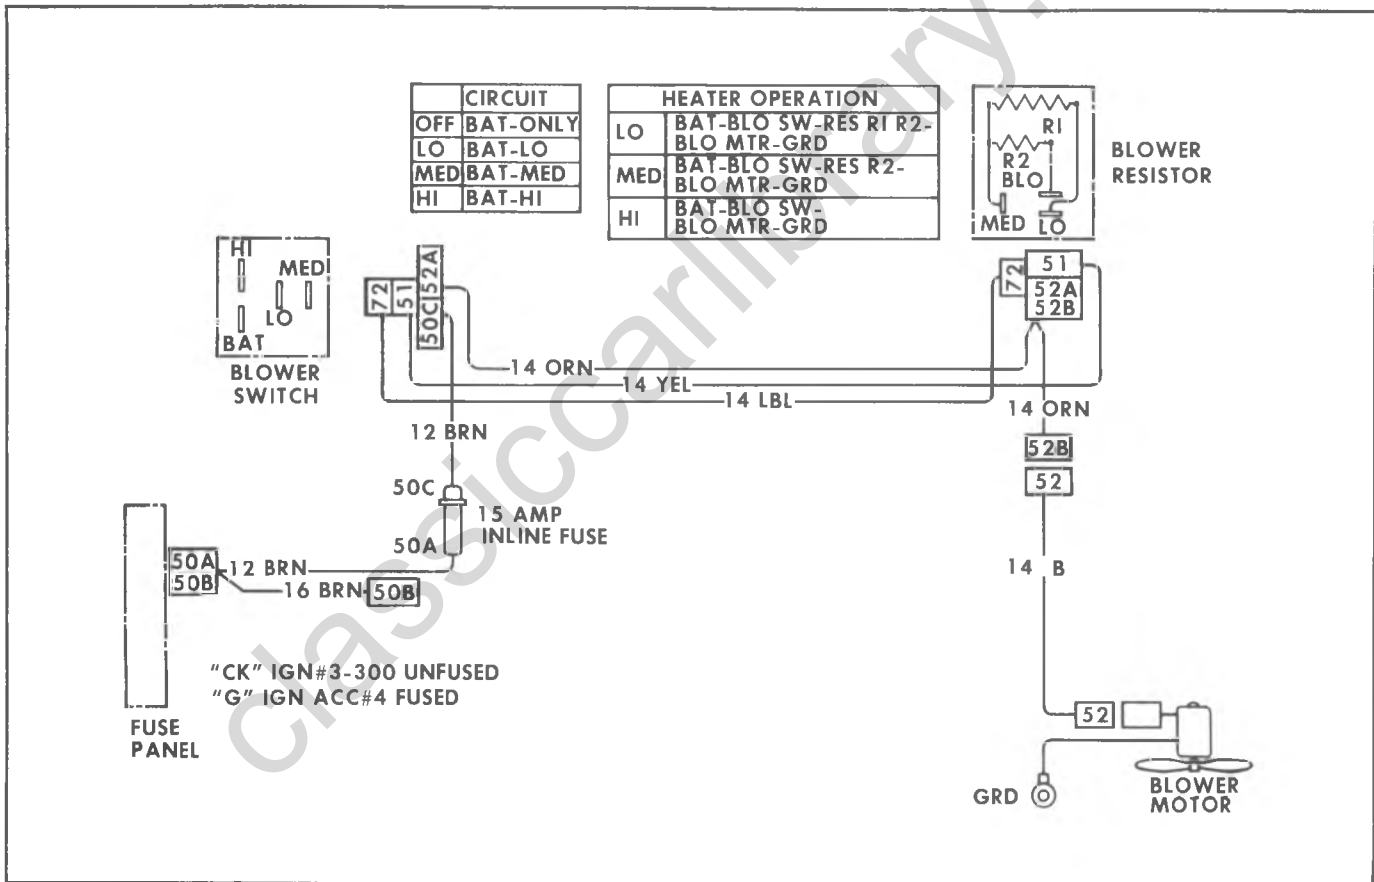 CIRCUIT
OFF BAT-ONLY
LO BAT-LO
MED BAT-MED
HI BAT-HI
HEATER OPERATION
LO BAT-BLO SW-RES R1 R2-
BLO MTR-GRD
MED BAT-BLO SW-RES R2-
BLO MTR-GRD
HI BAT-BLO SW-
BLO MTR-GRD
R1
R2
BLO
MED LO
BLOWER
RESISTOR
HI
MED
LO
BAT
BLOWER
SWITCH
72 51 50C 52A
72 51
52A
52B
14 ORN
14 YEL
14 LBL
14 ORN
12 BRN
52B
52
50C
15 AMP
INLINE FUSE
50A
50A
50B
12 BRN
16 BRN 50B
14 B
"CK" IGN#3-300 UNFUSED
"G" IGN ACC#4 FUSED
FUSE
PANEL
52
GRD
BLOWER
MOTOR
classiccarlibrary.